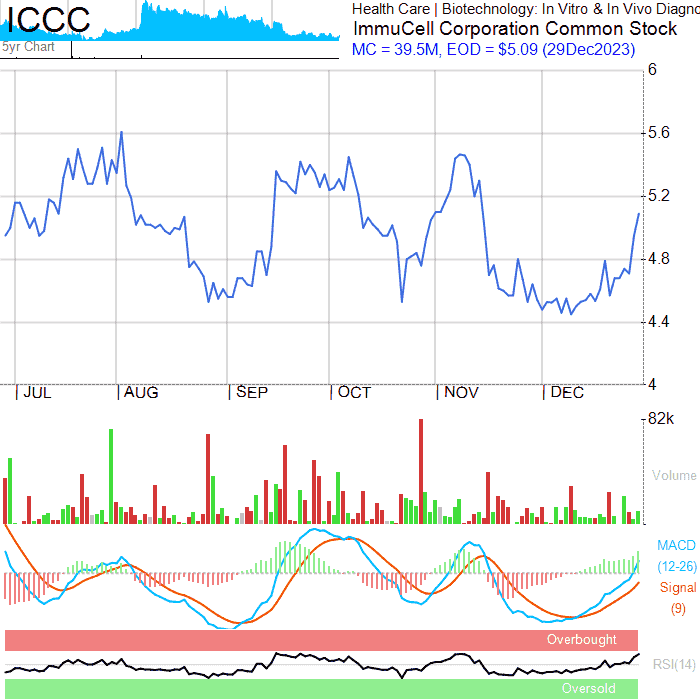 ICCC
5yr Chart
Health Care | Biotechnology: In Vitro & In Vivo Diagno
ImmuCell Corporation Common Stock
MC = 39.5M, EOD = $5.09 (29Dec2023)
6
5.6
5.2
4.8
4.4
4
| JUL | AUG | SEP | OCT | NOV | DEC
82k
Volume
MACD
(12-26)
Signal
(9)
Overbought
RSI(14)
Oversold